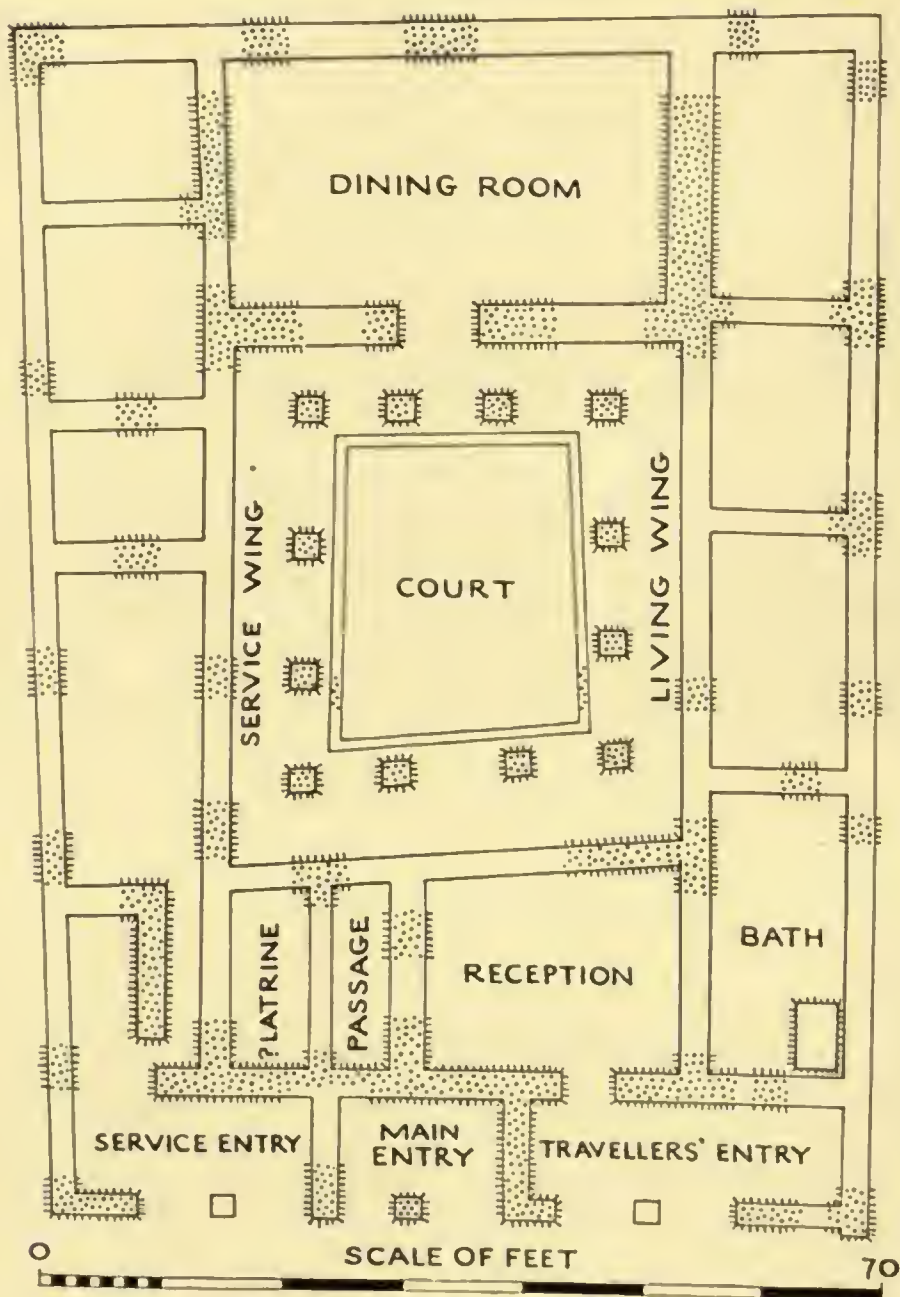 DINING ROOM
SERVICE WING
COURT
LIVING WING
?LATRINE
PASSAGE
RECEPTION
BATH
SERVICE ENTRY
MAIN
ENTRY
TRAVELLERS' ENTRY
0
SCALE OF FEET
70